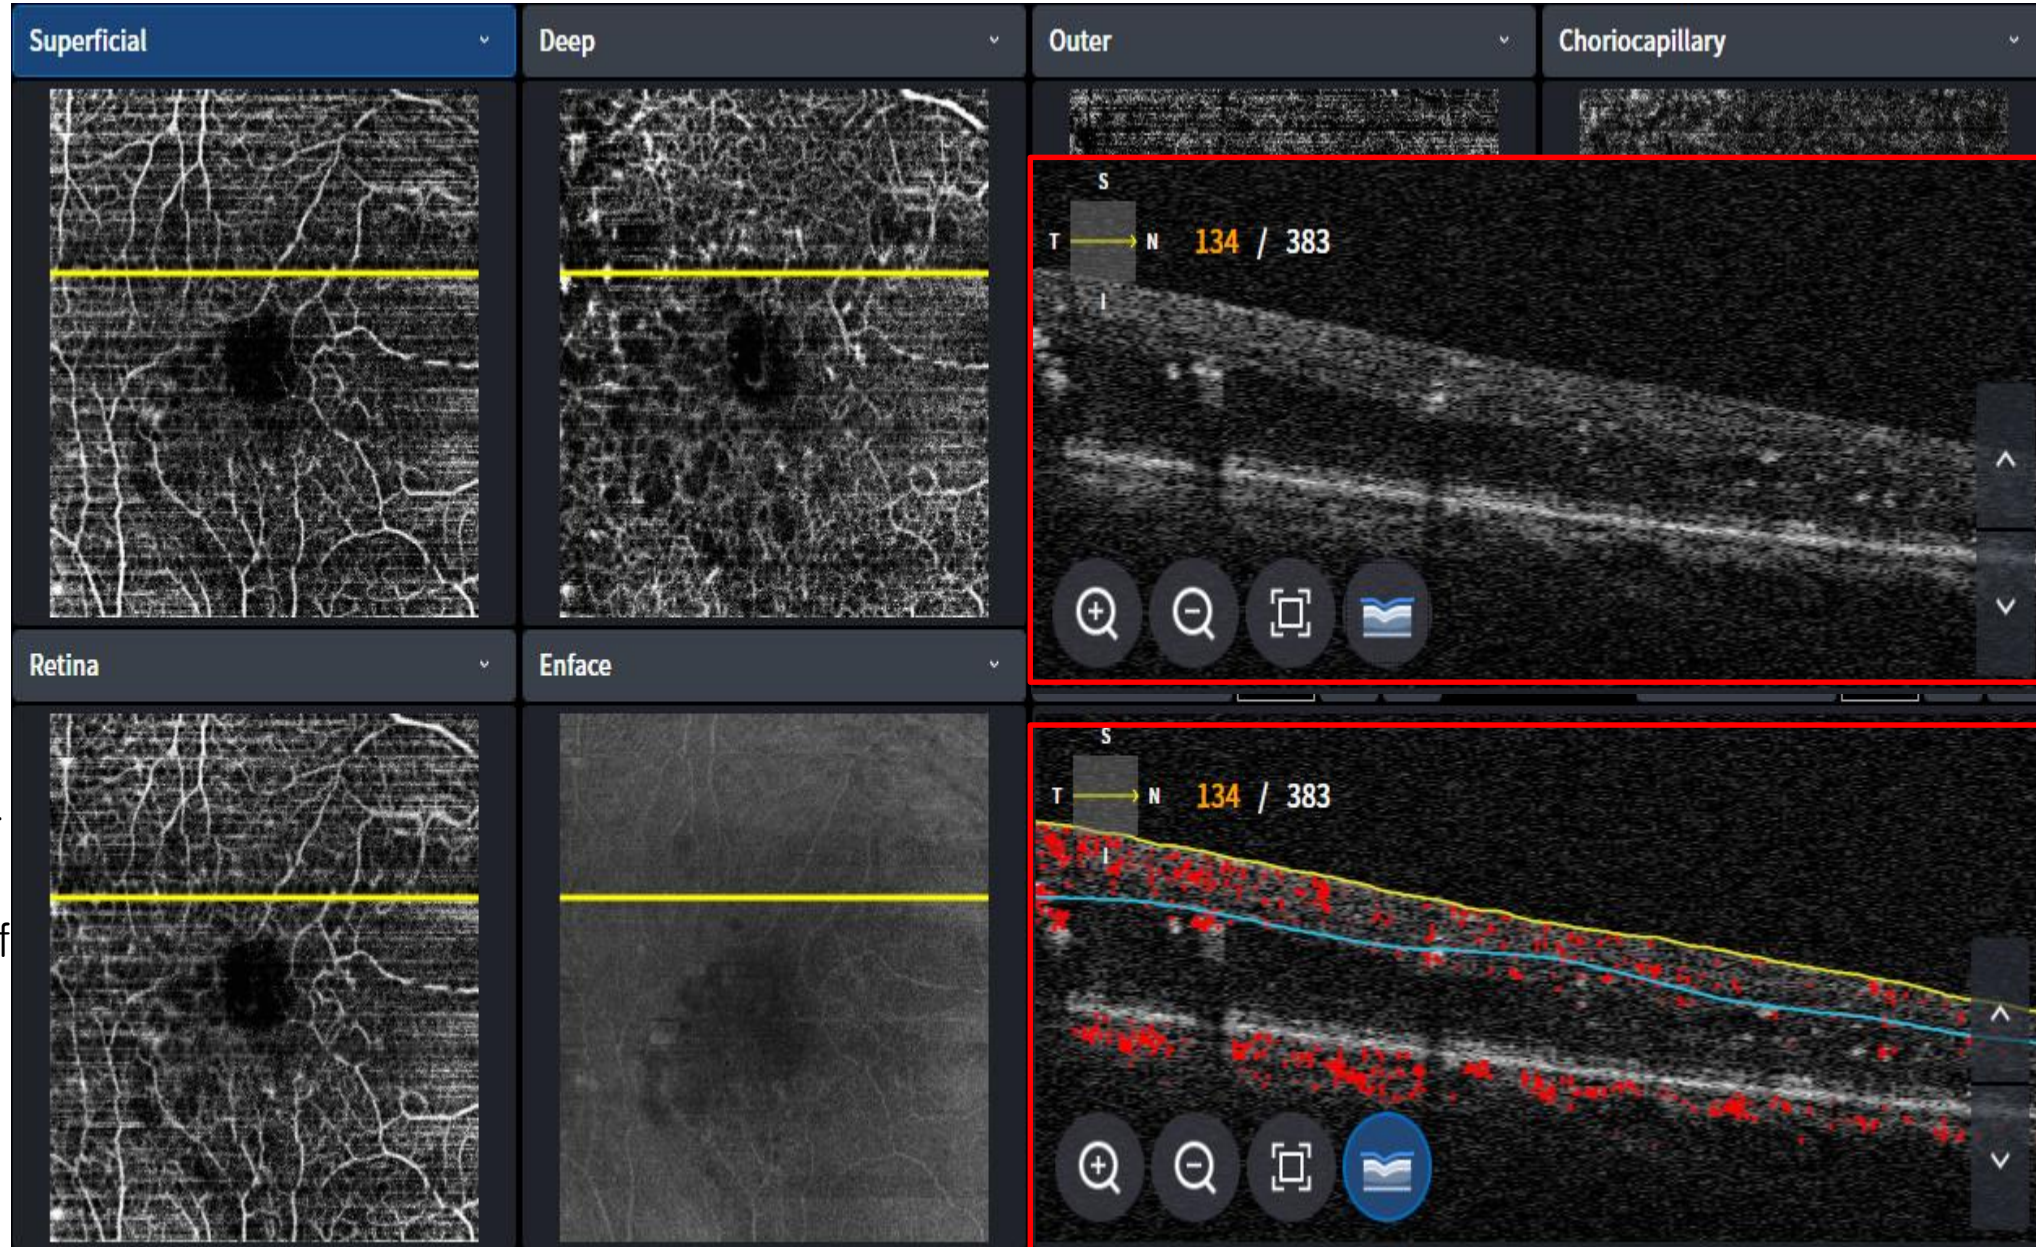 Superficial
Deep
Outer
Choriocapillary
S
T N 134 / 383
I
Retina
Enface
S
T N 134 / 383
I
f